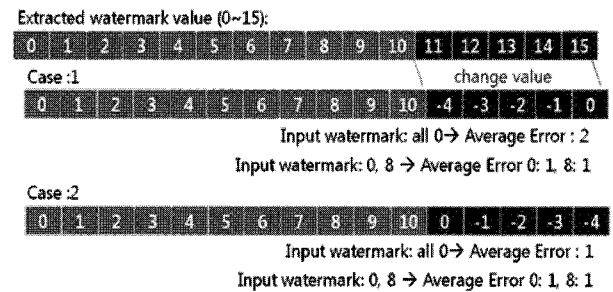 Extracted watermark value (0~15):
0 1 2 3 4 5 6 7 8 9 10 11 12 13 14 15
Case :1 change value
0 1 2 3 4 5 6 7 8 9 10 -4 -3 -2 -1 0
Input watermark: all 0→ Average Error : 2
Input watermark: 0, 8 → Average Error 0: 1, 8: 1
Case :2
0 1 2 3 4 5 6 7 8 9 10 0 -1 -2 -3 -4
Input watermark: all 0→ Average Error : 1
Input watermark: 0, 8 → Average Error 0: 1, 8: 1